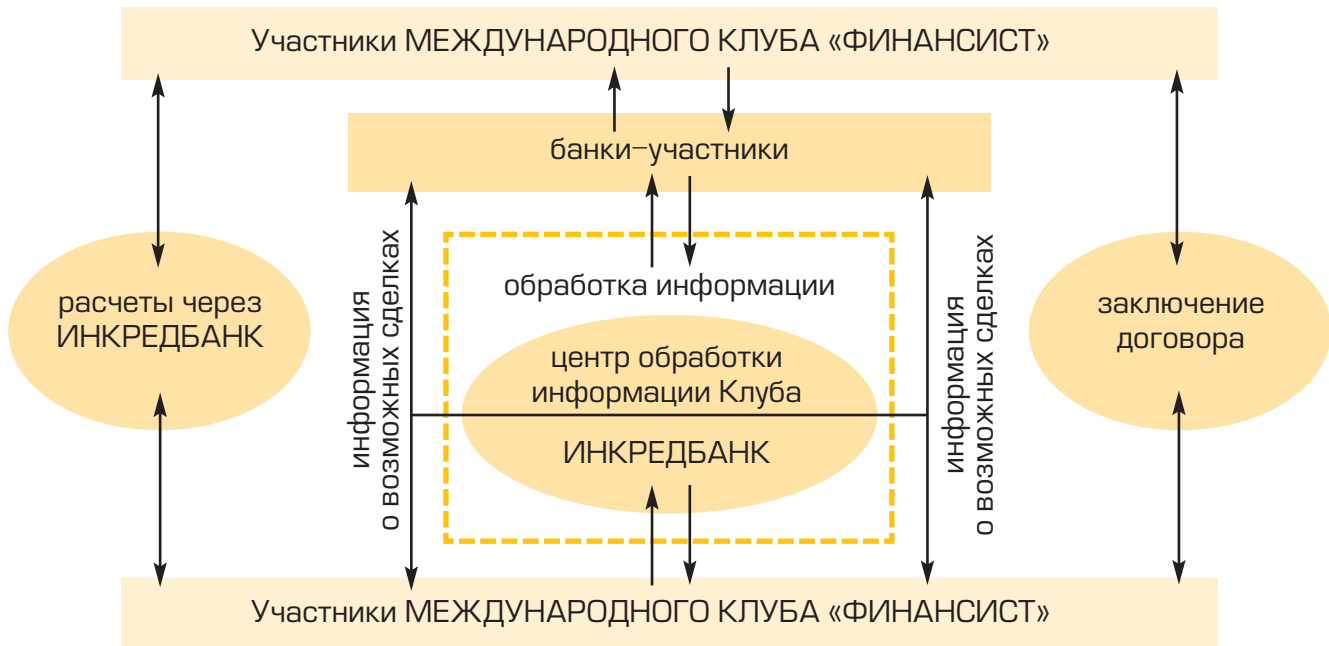 Участники МЕЖДУНАРОДНОГО КЛУБА «ФИНАНСИСТ»
банки–участники
расчеты через
ИНКРЕДБАНК
информация
о возможных сделках
обработка информации
центр обработки
информации Клуба
ИНКРЕДБАНК
информация
о возможных сделках
заключение
договора
Участники МЕЖДУНАРОДНОГО КЛУБА «ФИНАНСИСТ»